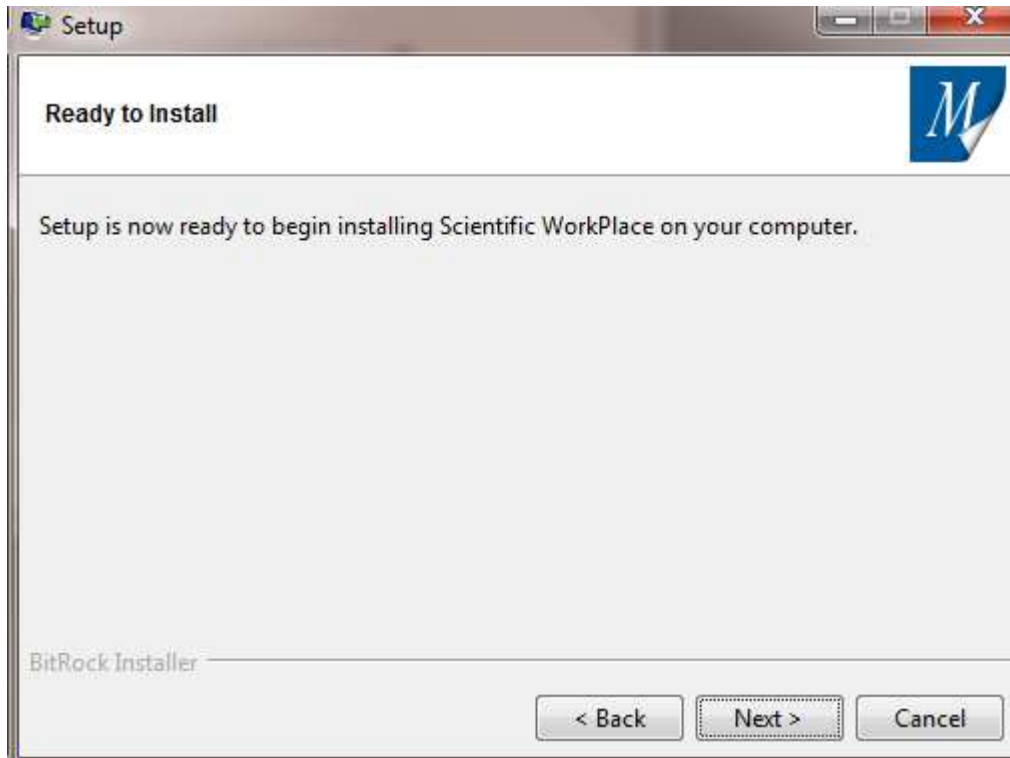 Setup
Ready to Install
M
Setup is now ready to begin installing Scientific WorkPlace on your computer.
BitRock Installer
< Back Next > Cancel